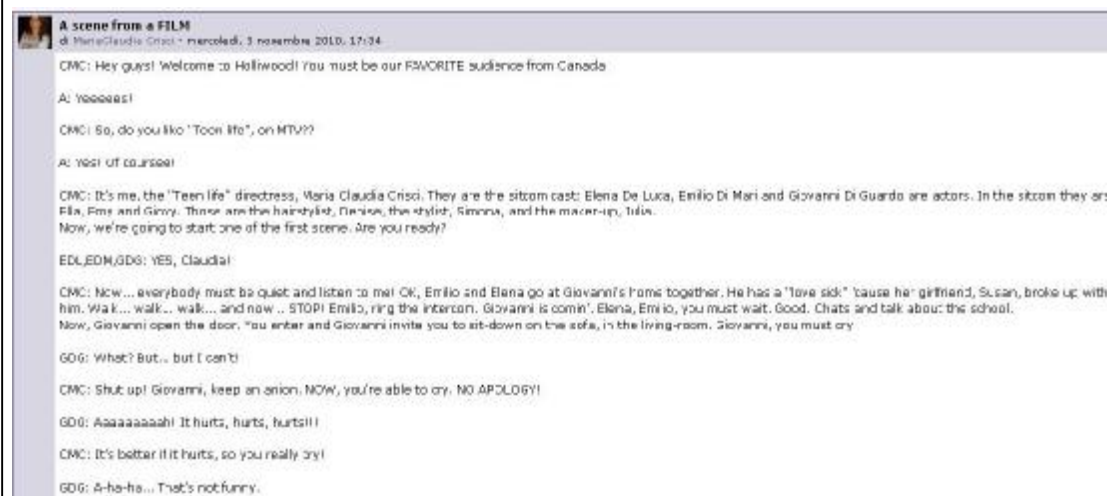 A scene from a FILM
di MariaClaudia Crisci - mercoledì, 3 novembre 2010, 17:34
CMC: Hey guys! Welcome to Holliwood! You must be our FAVORITE audience from Canada
A: Yeeeees!
CMC: So, do you like "Teen life", on MTV??
A: Yes! Of coursee!
CMC: It's me, the "Teen life" directress, Maria Claudia Crisci. They are the sitcom cast: Elena De Luca, Emilio Di Mari and Giovanni Di Guardo are actors. In the sitcom they are
Ella, Ems and Giovy. Those are the hairstylist, Denise, the stylist, Simona, and the maker-up, Julia.
Now, we're going to start one of the first scene. Are you ready?
EDL,EDM,GDG: YES, Claudia!
CMC: Now... everybody must be quiet and listen to me! OK, Emilio and Elena go at Giovanni's home together. He has a "love sick" 'cause her girlfriend, Susan, broke up with
him. Walk... walk... walk... and now ... STOP! Emilio, ring the intercom. Giovanni is comin'. Elena, Emilio, you must wait. Good. Chats and talk about the school.
Now, Giovanni open the door. You enter and Giovanni invite you to sit-down on the sofa, in the living-room. Giovanni, you must cry
GDG: What? But... but I can't!
CMC: Shut up! Giovanni, keep an anion. NOW, you're able to cry. NO APOLOGY!
GDG: Aaaaaaaaah! It hurts, hurts, hurts!!!
CMC: It's better if it hurts, so you really cry!
GDG: A-ha-ha... That's not funny.